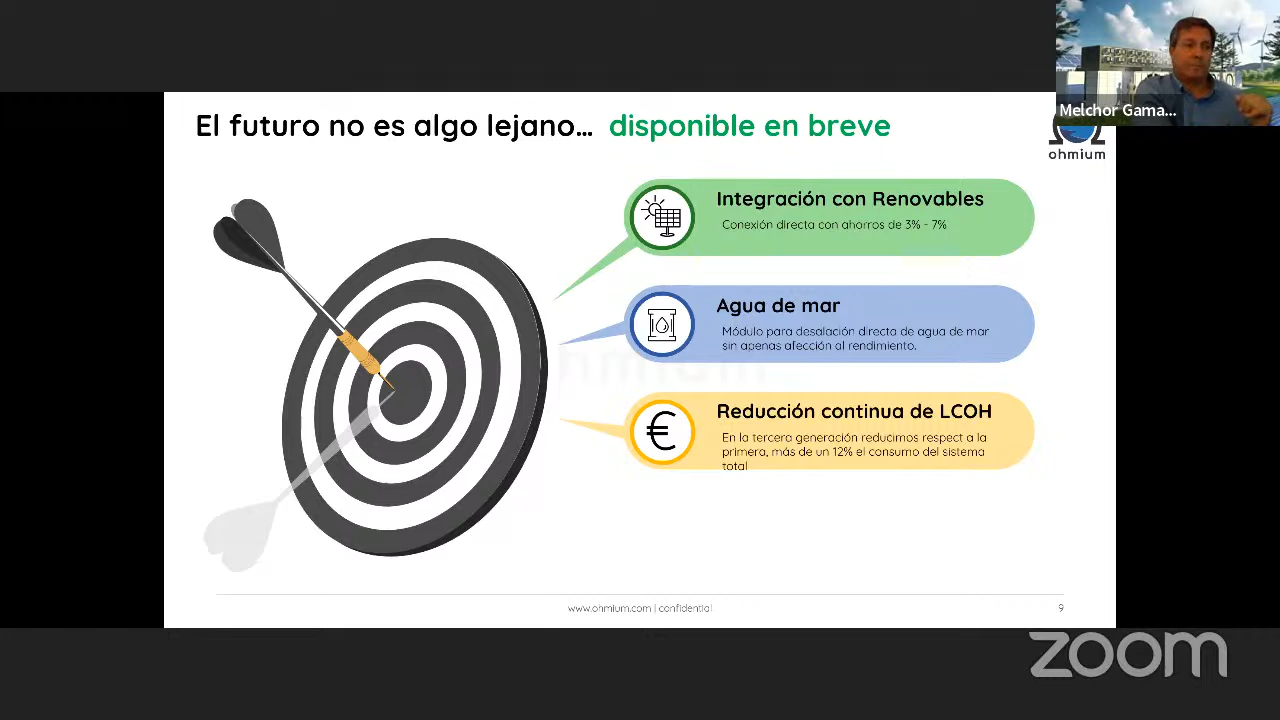 Melchor Gama...
El futuro no es algo lejano... disponible en breve
ohmium
Integración con Renovables
Conexión directa con ahorros de 3% - 7%
Agua de mar
Módulo para desalación directa de agua de mar
sin apenas afección al rendimiento.
ohmium
€
Reducción continua de LCOH
En la tercera generación reducimos respect a la
primera, más de un 12% el consumo del sistema
total
www.ohmium.com | confidential
9
zoom